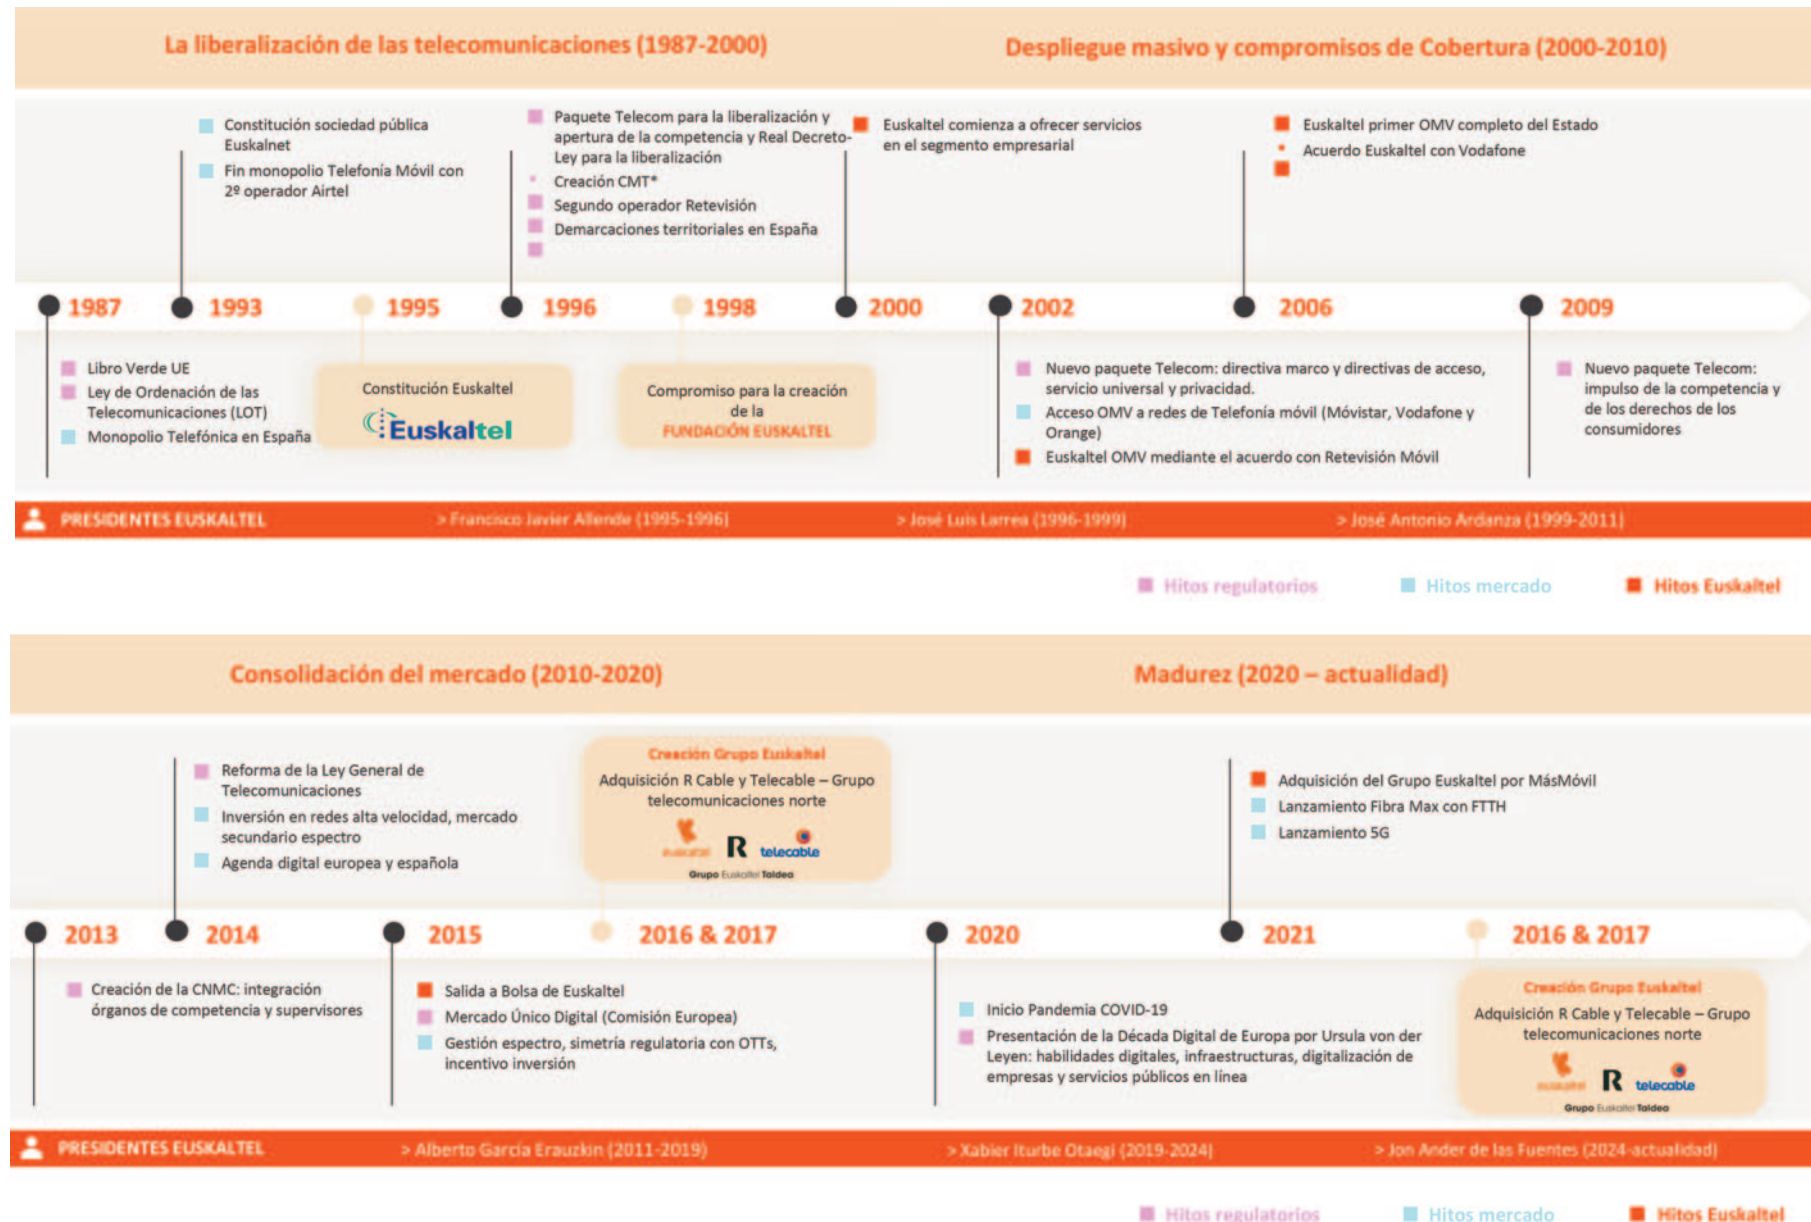 La liberalización de las telecomunicaciones (1987-2000)
Despliegue masivo y compromisos de Cobertura (2000-2010)
Constitución sociedad pública
Euskalnet
Fin monopolio Telefonía Móvil con
2º operador Airtel
Paquete Telecom para la liberalización y
apertura de la competencia y Real Decreto-
Ley para la liberalización
Creación CMT*
Segundo operador Retevisión
Demarcaciones territoriales en España
Euskaltel comienza a ofrecer servicios
en el segmento empresarial
Euskaltel primer OMV completo del Estado
Acuerdo Euskaltel con Vodafone
1987
1993
1995
1996
1998
2000
2002
2006
2009
Libro Verde UE
Ley de Ordenación de las
Telecomunicaciones (LOT)
Monopolio Telefónica en España
Constitución Euskaltel
Euskaltel
Compromiso para la creación
de la
FUNDACIÓN EUSKALTEL
Nuevo paquete Telecom: directiva marco y directivas de acceso,
servicio universal y privacidad.
Acceso OMV a redes de Telefonía móvil (Móvistar, Vodafone y
Orange)
Euskaltel OMV mediante el acuerdo con Retevisión Móvil
Nuevo paquete Telecom:
impulso de la competencia y
de los derechos de los
consumidores
PRESIDENTES EUSKALTEL
> Francisco Javier Allende (1995-1996)
> José Luis Larrea (1996-1999)
> José Antonio Ardanza (1999-2011)
Hitos regulatorios
Hitos mercado
Hitos Euskaltel
Consolidación del mercado (2010-2020)
Madurez (2020 – actualidad)
Reforma de la Ley General de
Telecomunicaciones
Inversión en redes alta velocidad, mercado
secundario espectro
Agenda digital europea y española
Creación Grupo Euskaltel
Adquisición R Cable y Telecable – Grupo
telecomunicaciones norte
euskaltel
R
telecable
Grupo Euskaltel Taldea
Adquisición del Grupo Euskaltel por MásMóvil
Lanzamiento Fibra Max con FTTH
Lanzamiento 5G
2013
2014
2015
2016 & 2017
2020
2021
2016 & 2017
Creación de la CNMC: integración
órganos de competencia y supervisores
Salida a Bolsa de Euskaltel
Mercado Único Digital (Comisión Europea)
Gestión espectro, simetría regulatoria con OTTs,
incentivo inversión
Inicio Pandemia COVID-19
Presentación de la Década Digital de Europa por Ursula von der
Leyen: habilidades digitales, infraestructuras, digitalización de
empresas y servicios públicos en línea
Creación Grupo Euskaltel
Adquisición R Cable y Telecable – Grupo
telecomunicaciones norte
euskaltel
R
telecable
Grupo Euskaltel Taldea
PRESIDENTES EUSKALTEL
> Alberto García Erauzkin (2011-2019)
> Xabier Iturbe Otaegi (2019-2024)
> Jon Ander de las Fuentes (2024-actualidad)
Hitos regulatorios
Hitos mercado
Hitos Euskaltel